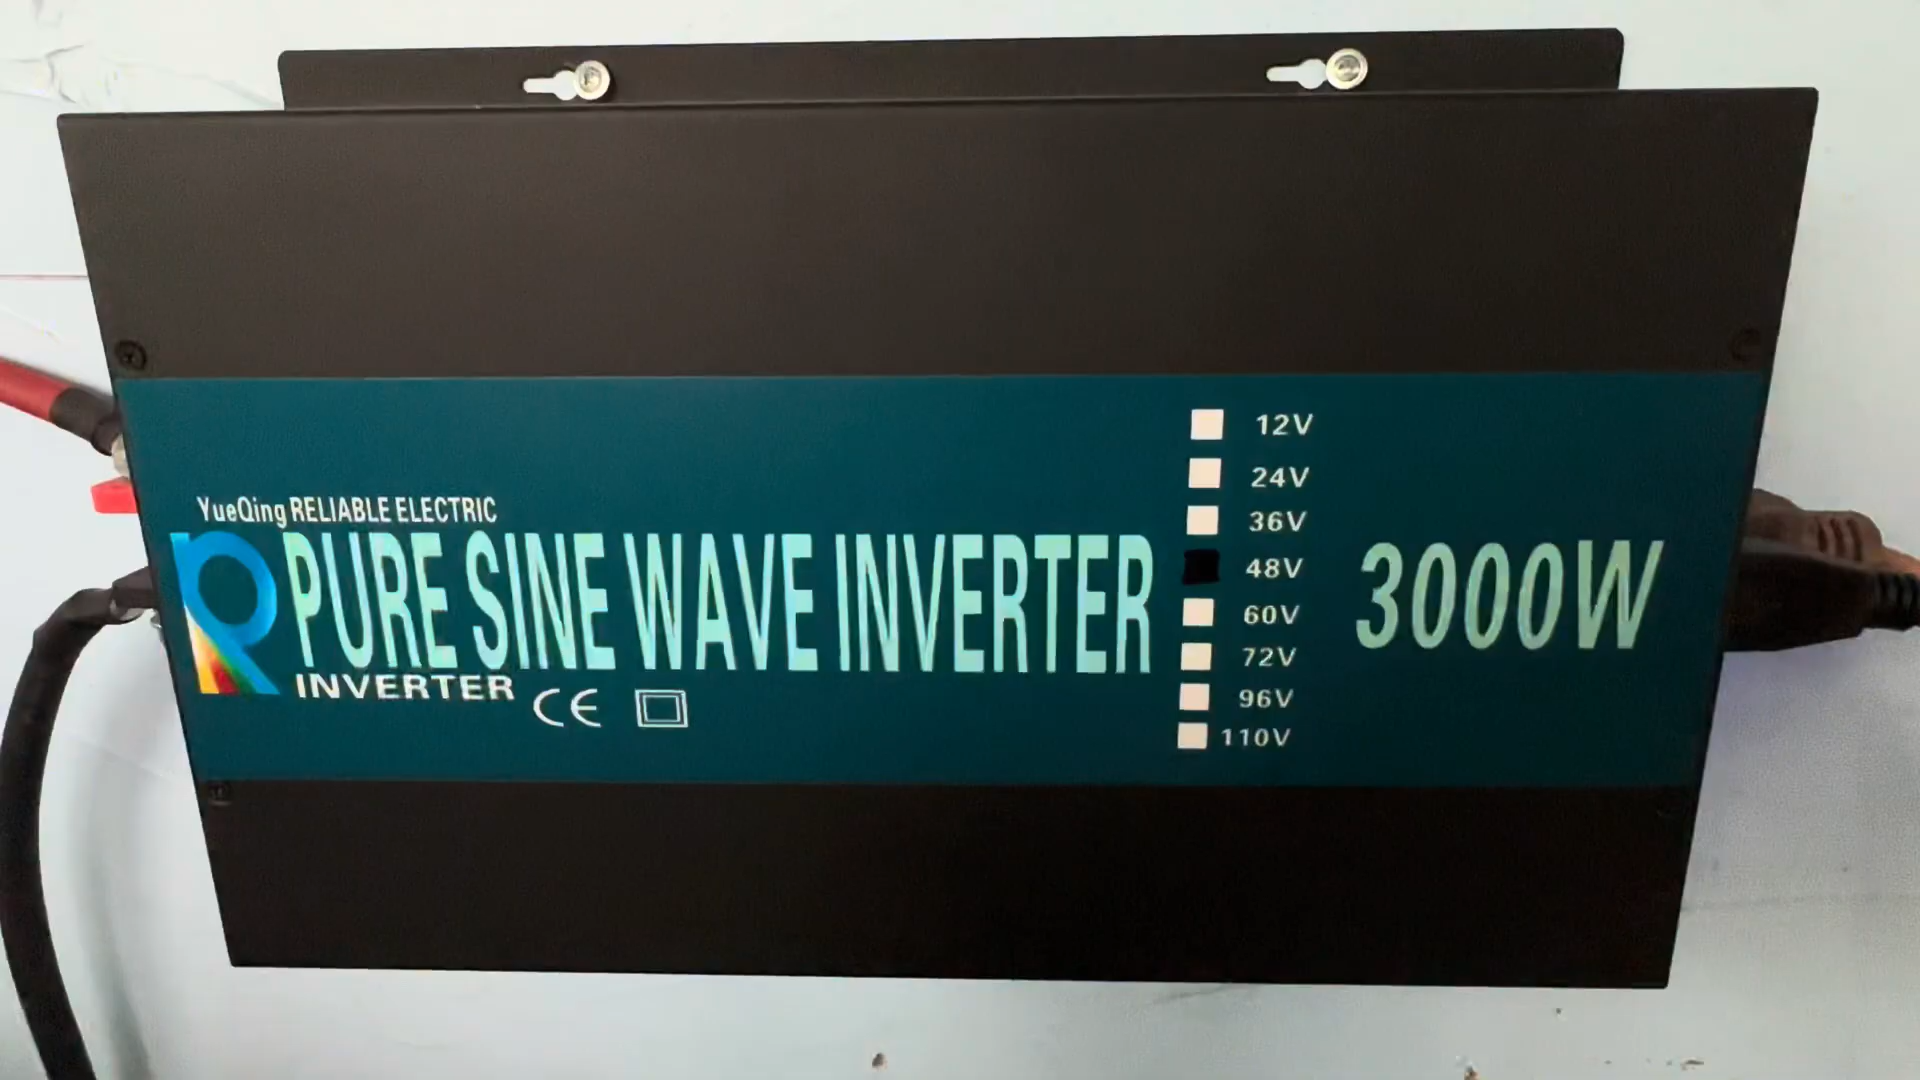 YueQing RELIABLE ELECTRIC
PURE SINE WAVE INVERTER
INVERTER
CE
12V
24V
36V
48V
60V
72V
96V
110V
3000W